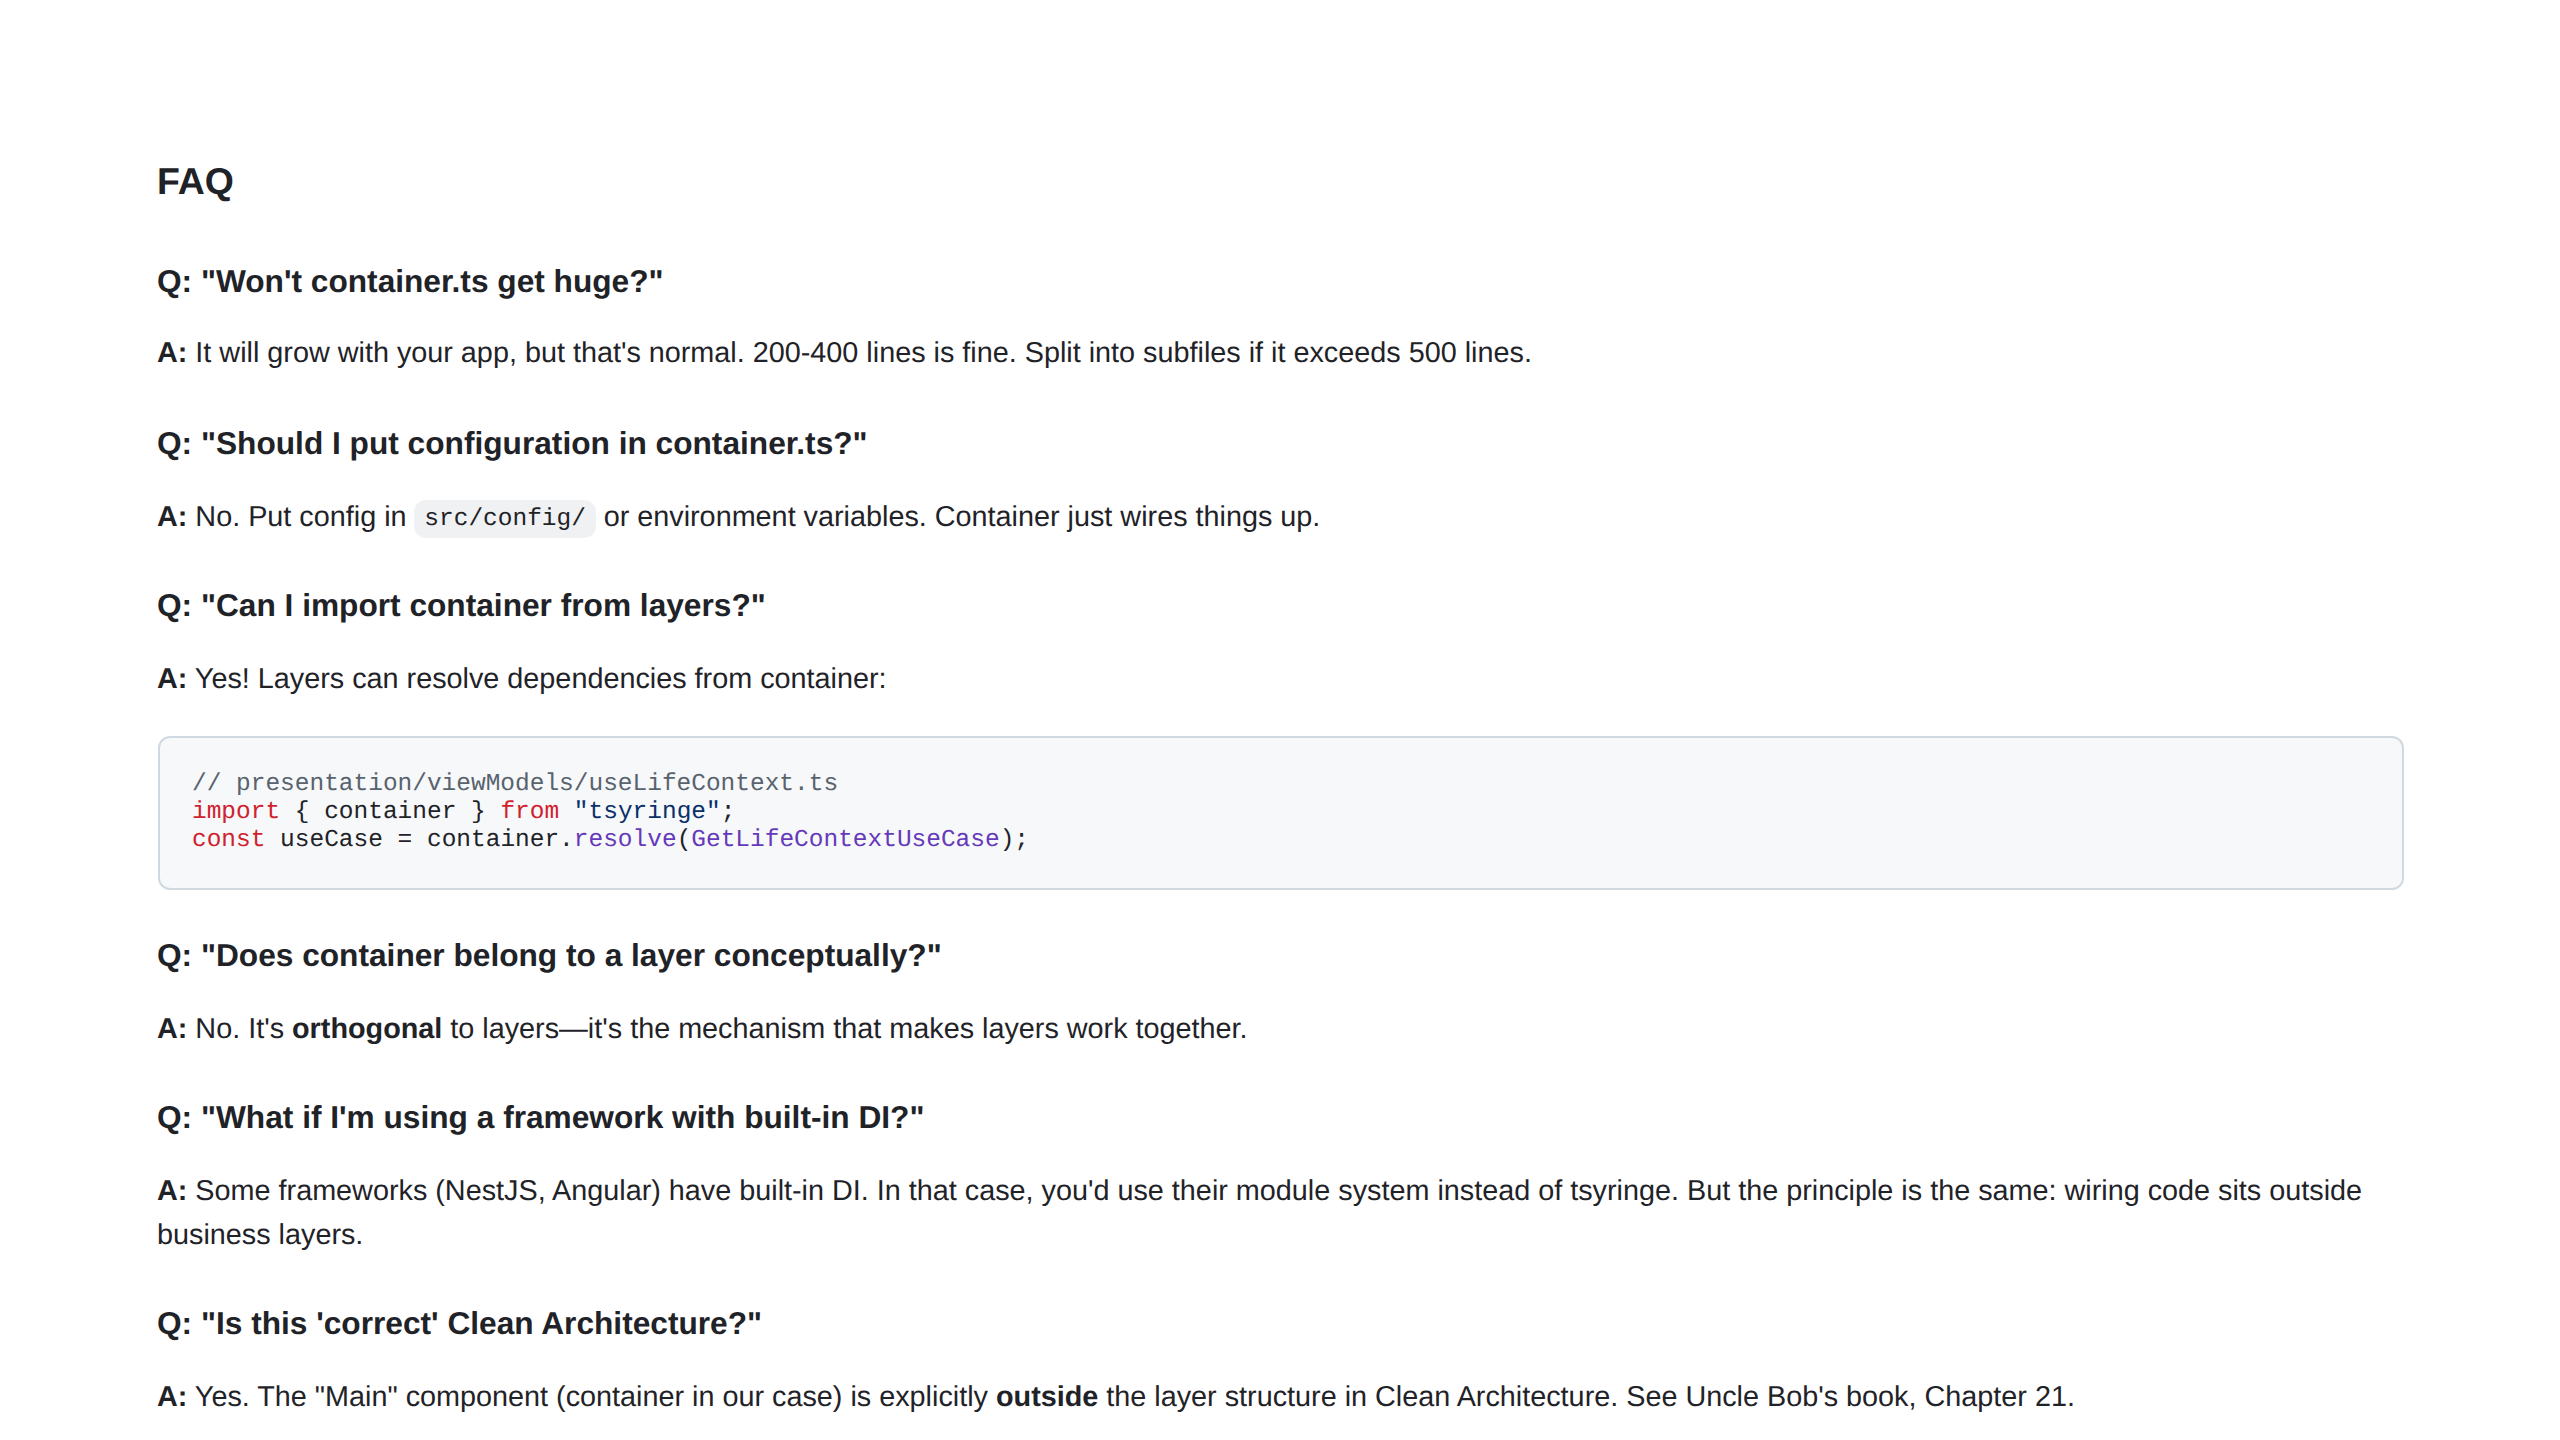 FAQ
Q: "Won't container.ts get huge?"
A: It will grow with your app, but that's normal. 200-400 lines is fine. Split into subfiles if it exceeds 500 lines.
Q: "Should I put configuration in container.ts?"
A: No. Put config in src/config/ or environment variables. Container just wires things up.
Q: "Can I import container from layers?"
A: Yes! Layers can resolve dependencies from container:
// presentation/viewModels/useLifeContext.ts
import { container } from "tsyringe";
const useCase = container.resolve(GetLifeContextUseCase);
Q: "Does container belong to a layer conceptually?"
A: No. It's orthogonal to layers—it's the mechanism that makes layers work together.
Q: "What if I'm using a framework with built-in DI?"
A: Some frameworks (NestJS, Angular) have built-in DI. In that case, you'd use their module system instead of tsyringe. But the principle is the same: wiring code sits outside
business layers.
Q: "Is this 'correct' Clean Architecture?"
A: Yes. The "Main" component (container in our case) is explicitly outside the layer structure in Clean Architecture. See Uncle Bob's book, Chapter 21.